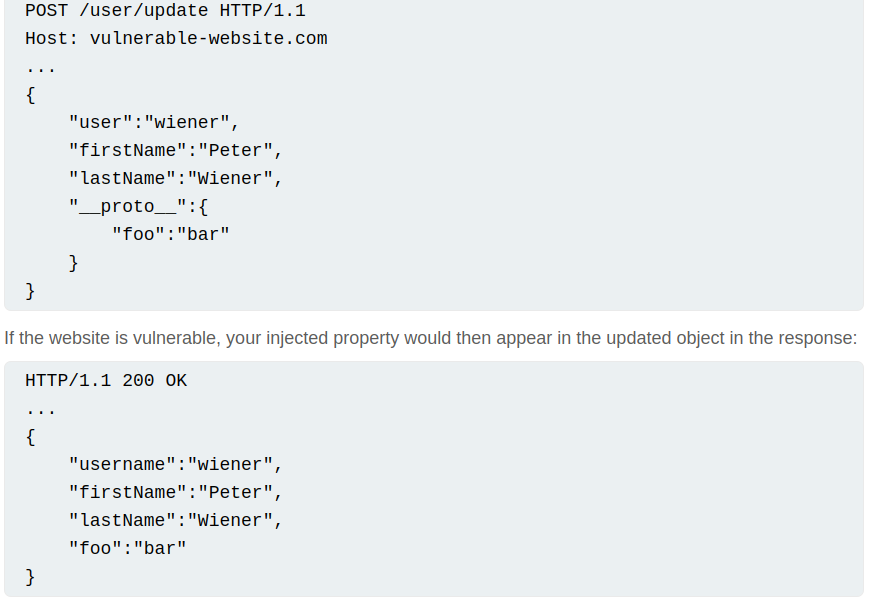 POST /user/update HTTP/1.1
Host: vulnerable-website.com
...
{
    "user":"wiener",
    "firstName":"Peter",
    "lastName":"Wiener",
    "__proto__":{
        "foo":"bar"
    }
}
If the website is vulnerable, your injected property would then appear in the updated object in the response:
HTTP/1.1 200 OK
...
{
    "username":"wiener",
    "firstName":"Peter",
    "lastName":"Wiener",
    "foo":"bar"
}